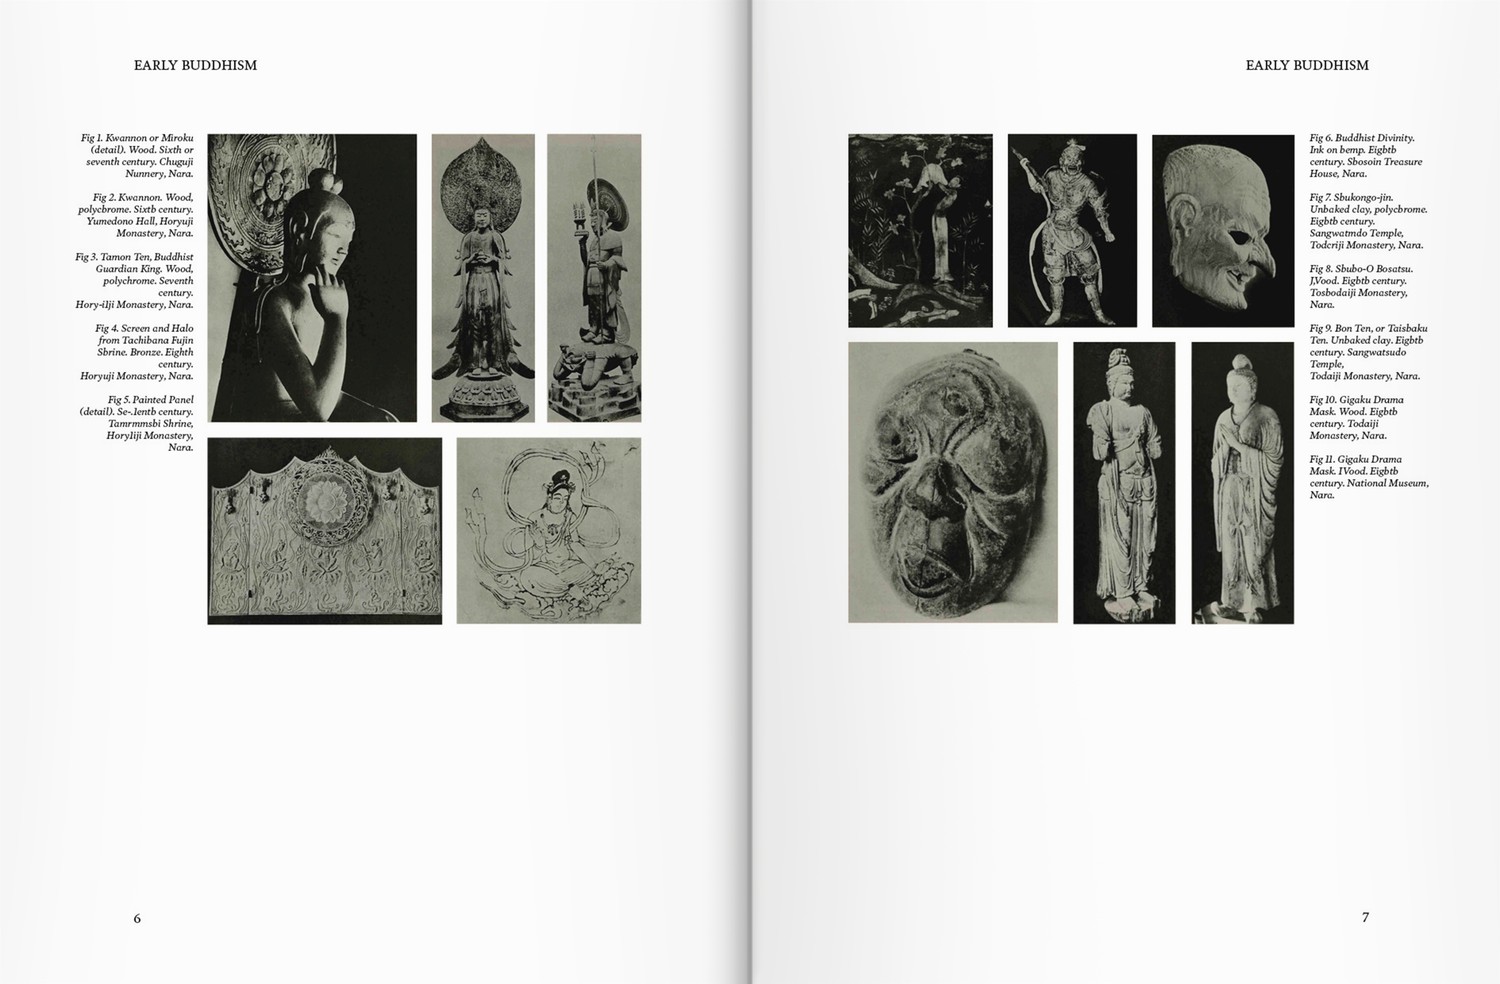 EARLY BUDDHISM
Fig 1. Kwannon or Miroku
(detail). Wood. Sixth or
seventh century. Chuguji
Nunnery, Nara.
Fig 2. Kwannon. Wood,
polycbrome. Sixtb century.
Yumedono Hall, Horyuji
Monastery, Nara.
Fig 3. Tamon Ten, Buddhist
Guardian King. Wood,
polychrome. Seventh
century.
Hory-i1ji Monastery, Nara.
Fig 4. Screen and Halo
from Tachibana Fujin
Sbrine. Bronze. Eighth
century.
Horyuji Monastery, Nara.
Fig 5. Painted Panel
(detail). Se-.1entb century.
Tamrmnsbi Shrine,
Hory1iji Monastery,
Nara.
6
EARLY BUDDHISM
Fig 6. Buddhist Divinity.
Ink on bemp. Eigbtb
century. Sbosoin Treasure
House, Nara.
Fig 7. Sbukongo-jin.
Unbaked clay, polycbrome.
Eigbtb century.
Sangwatmdo Temple,
Todcriji Monastery, Nara.
Fig 8. Sbubo-O Bosatsu.
J,Vood. Eigbtb century.
Tosbodaiji Monastery,
Nara.
Fig 9. Bon Ten, or Taisbaku
Ten. Unbaked clay. Eigbtb
century. Sangwatsudo
Temple,
Todaiji Monastery, Nara.
Fig 10. Gigaku Drama
Mask. Wood. Eigbtb
century. Todaiji
Monastery, Nara.
Fig 11. Gigaku Drama
Mask. IVood. Eigbtb
century. National Museum,
Nara.
7